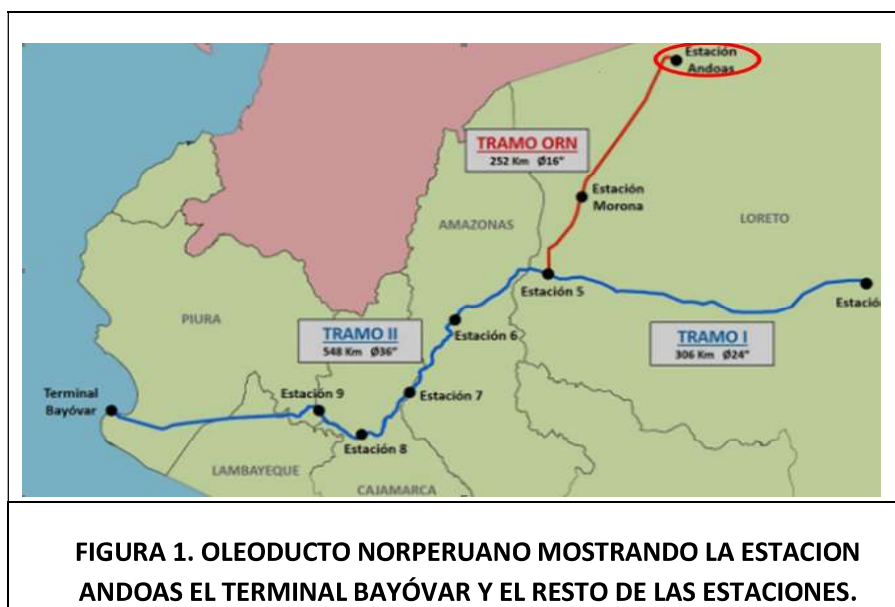 Estación
Andoas
TRAMO ORN
252 Km Ø16"
Estación
Morona
AMAZONAS
LORETO
Estación 5
Estación
PIURA
TRAMO II
548 Km Ø36"
Estación 6
TRAMO I
306 Km Ø24"
Terminal
Bayóvar
Estación 9
Estación 7
Estación 8
LAMBAYEQUE
CAJAMARCA
FIGURA 1. OLEODUCTO NORPERUANO MOSTRANDO LA ESTACION
ANDOAS EL TERMINAL BAYÓVAR Y EL RESTO DE LAS ESTACIONES.